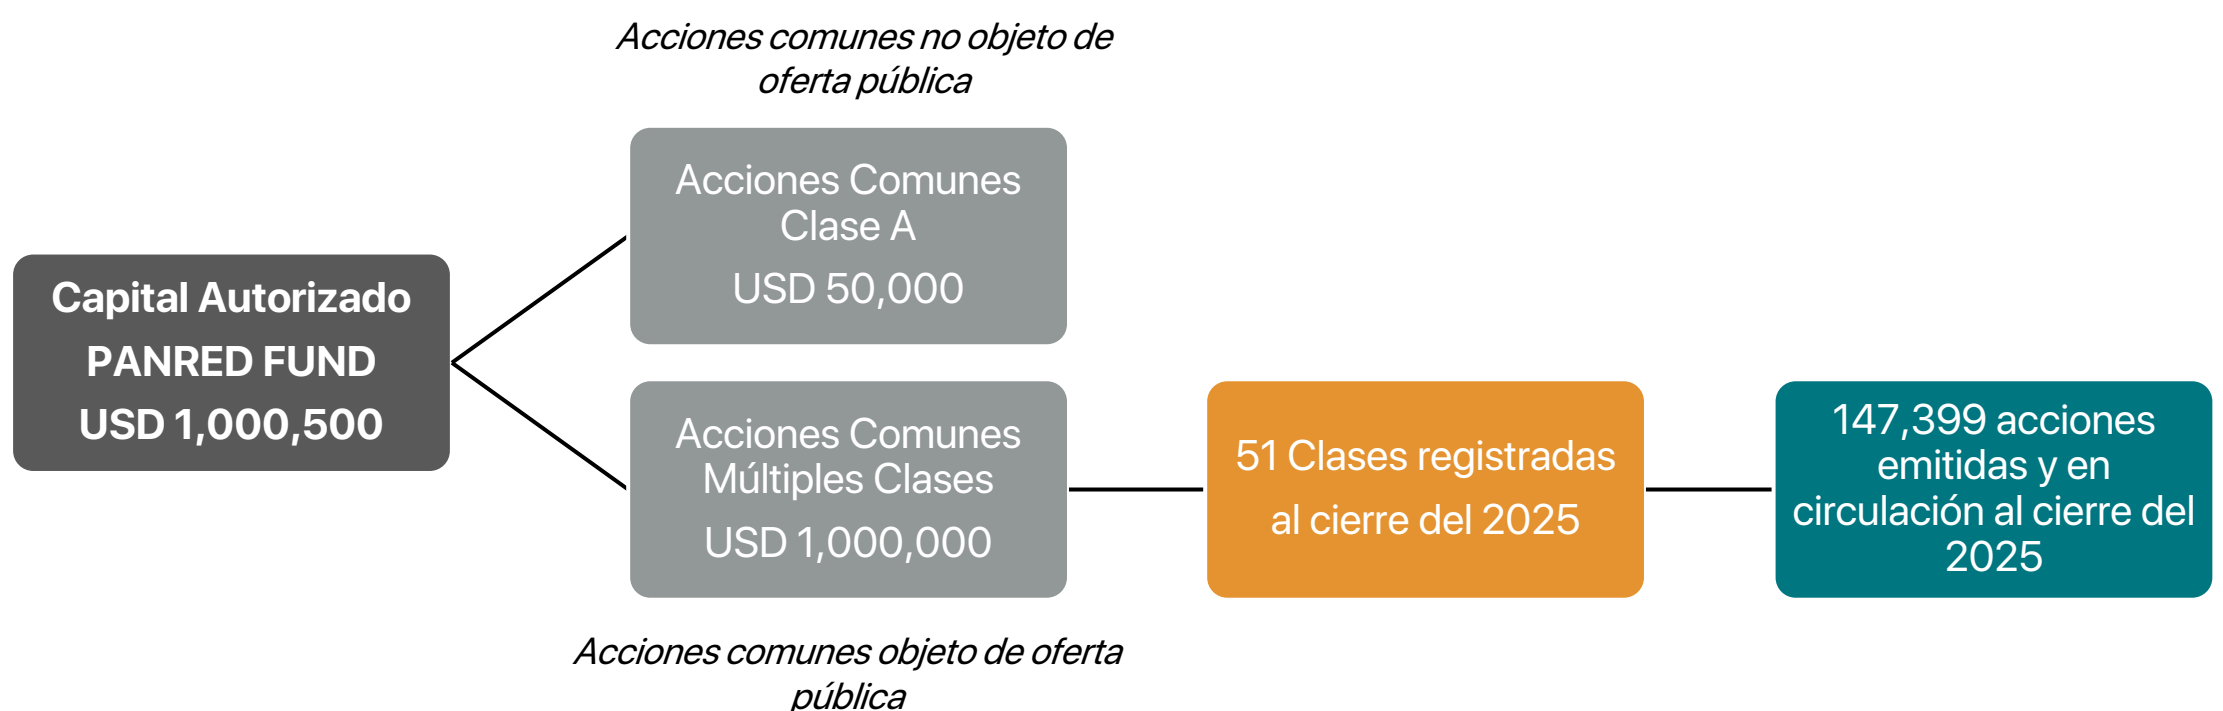 Acciones comunes no objeto de
oferta pública
Acciones Comunes
Clase A
USD 50,000
Capital Autorizado
PANRED FUND
USD 1,000,500
Acciones Comunes
Múltiples Clases
USD 1,000,000
51 Clases registradas
al cierre del 2025
147,399 acciones
emitidas y en
circulación al cierre del
2025
Acciones comunes objeto de oferta
pública